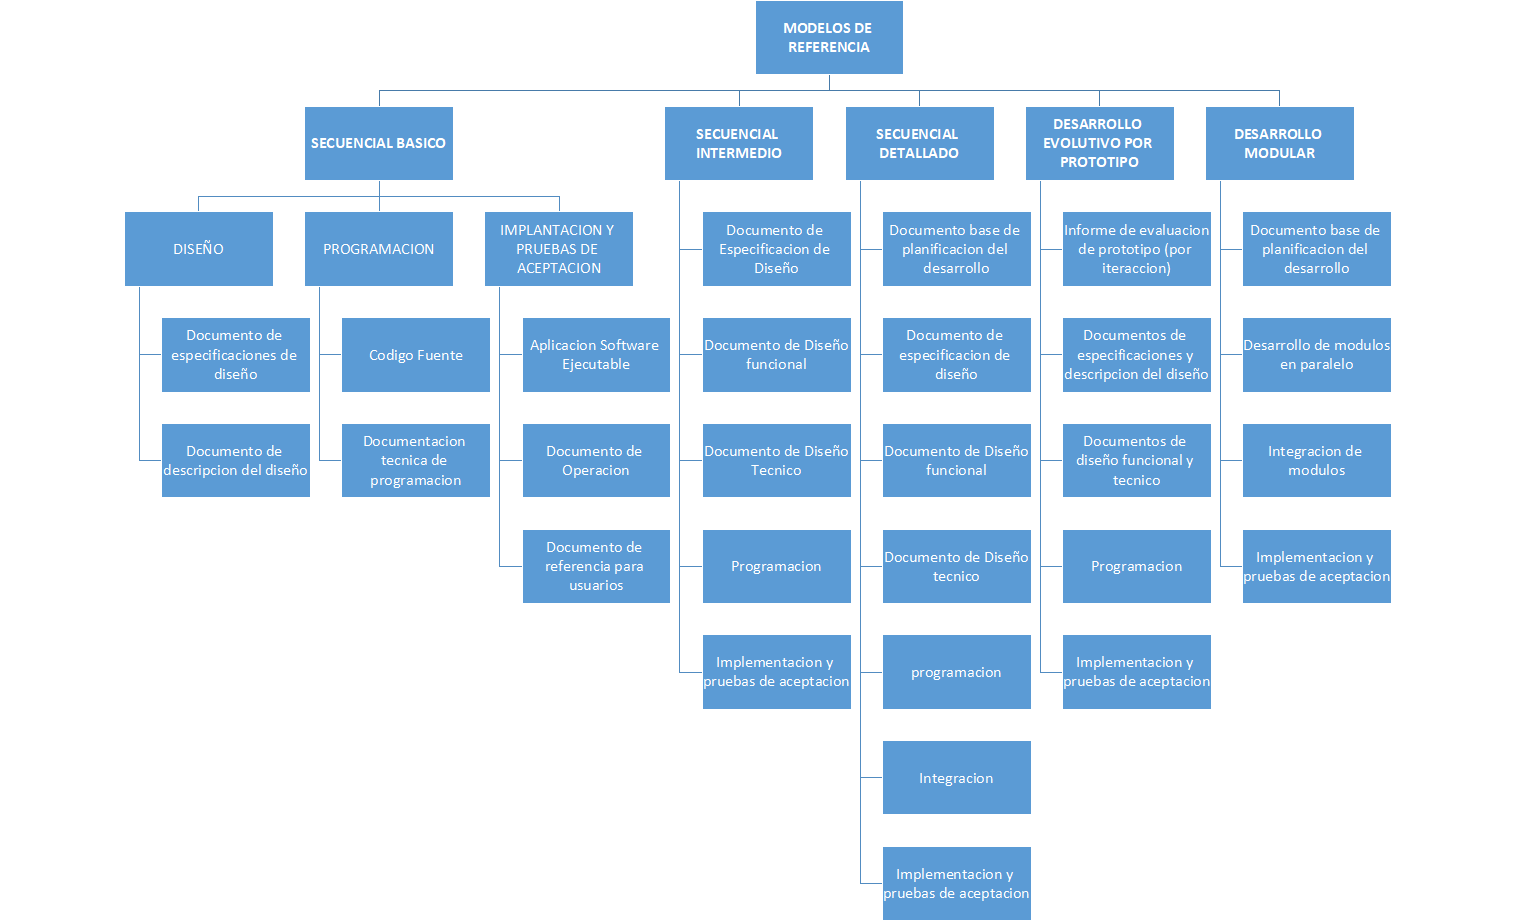 MODELOS DE
REFERENCIA
SECUENCIAL BASICO
DISEÑO
Documento de
especificaciones de
diseño
Documento de
descripcion del diseño
PROGRAMACION
Codigo Fuente
Documentacion
tecnica de
programacion
IMPLANTACION Y
PRUEBAS DE
ACEPTACION
Aplicacion Software
Ejecutable
Documento de
Operacion
Documento de
referencia para
usuarios
SECUENCIAL
INTERMEDIO
Documento de
Especificacion de
Diseño
Documento de Diseño
funcional
Documento de Diseño
Tecnico
Programacion
Implementacion y
pruebas de aceptacion
SECUENCIAL
DETALLADO
Documento base de
planificacion del
desarrollo
Documento de
especificacion de
diseño
Documento de Diseño
funcional
Documento de Diseño
tecnico
programacion
Integracion
Implementacion y
pruebas de aceptacion
DESARROLLO
EVOLUTIVO POR
PROTOTIPO
Informe de evaluacion
de prototipo (por
iteraccion)
Documentos de
especificaciones y
descripcion del diseño
Documentos de
diseño funcional y
tecnico
Programacion
Implementacion y
pruebas de aceptacion
DESARROLLO
MODULAR
Documento base de
planificacion del
desarrollo
Desarrollo de modulos
en paralelo
Integracion de
modulos
Implementacion y
pruebas de aceptacion